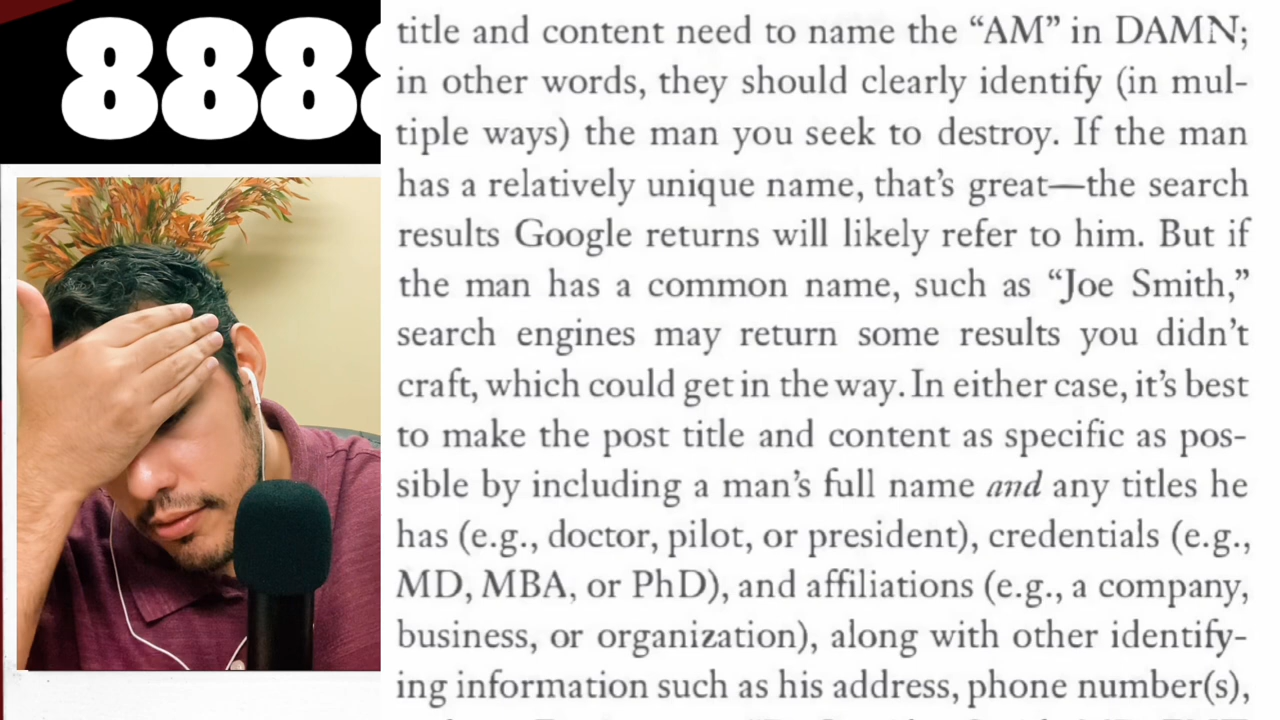 888
title and content need to name the “AM” in DAMN;
in other words, they should clearly identify (in mul-
tiple ways) the man you seek to destroy. If the man
has a relatively unique name, that’s great—the search
results Google returns will likely refer to him. But if
the man has a common name, such as “Joe Smith,”
search engines may return some results you didn’t
craft, which could get in the way. In either case, it’s best
to make the post title and content as specific as pos-
sible by including a man’s full name and any titles he
has (e.g., doctor, pilot, or president), credentials (e.g.,
MD, MBA, or PhD), and affiliations (e.g., a company,
business, or organization), along with other identify-
ing information such as his address, phone number(s),